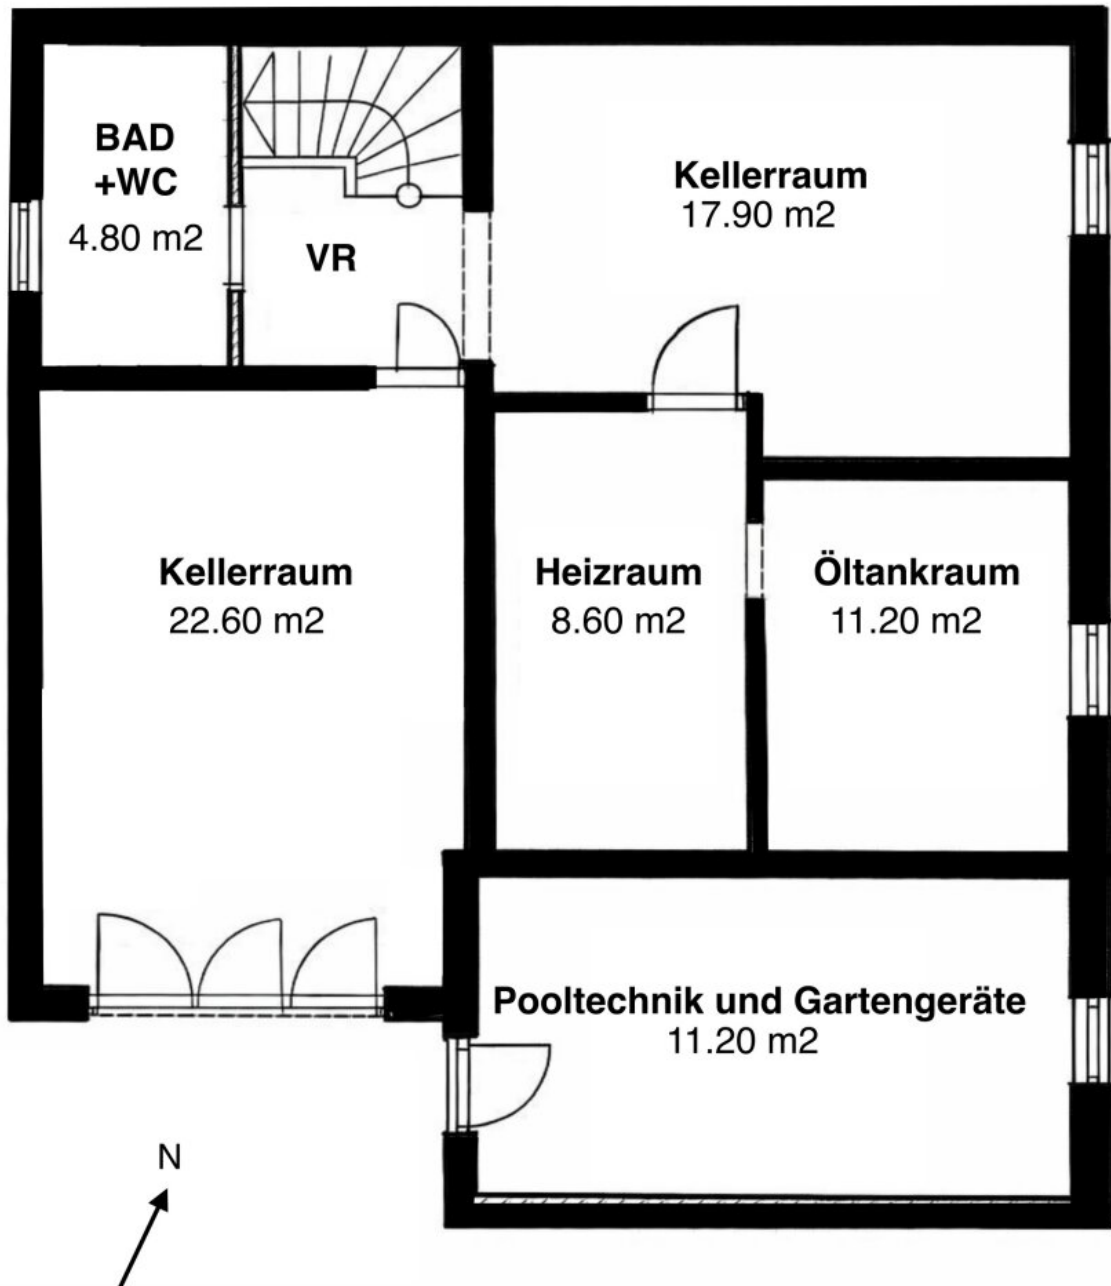 BAD
+WC
4.80 m2
VR
Kellerraum
17.90 m2
Kellerraum
22.60 m2
Heizraum
8.60 m2
Öltankraum
11.20 m2
Pooltechnik und Gartengeräte
11.20 m2
N